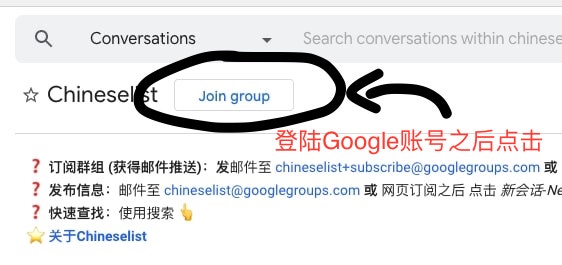 Conversations Search conversations within chinese
Chineselist Join group
登陆Google账号之后点击
❓ 订阅群组 (获得邮件推送)：发邮件至 chineselist+subscribe@googlegroups.com 或
❓ 发布信息：邮件至 chineselist@googlegroups.com 或 网页订阅之后 点击 新会话-Ne
❓ 快速查找：使用搜索👆
⭐ 关于Chineselist